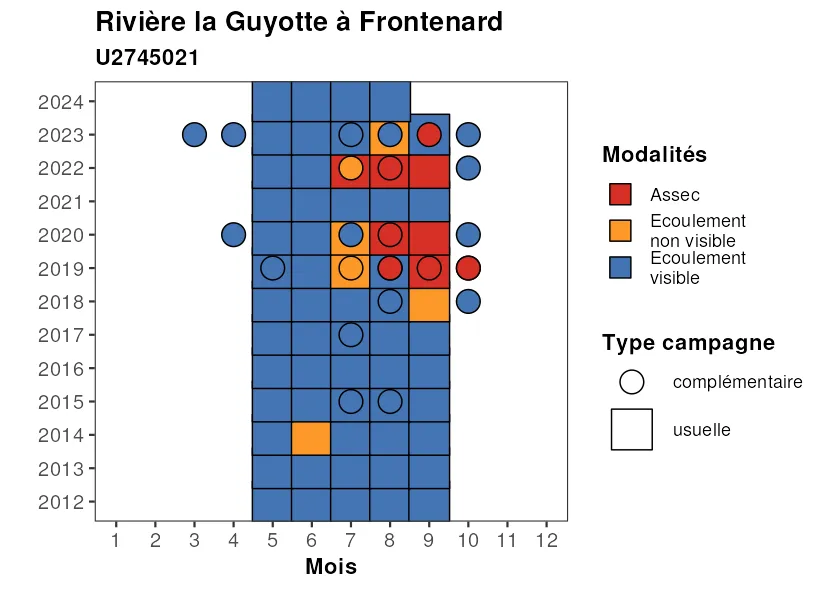 Rivière la Guyotte à Frontenard
U2745021
2024
2023
2022
2021
2020
2019
2018
2017
2016
2015
2014
2013
2012
1 2 3 4 5 6 7 8 9 10 11 12
Mois
Modalités
Assec
Ecoulement
non visible
Ecoulement
visible
Type campagne
complémentaire
usuelle